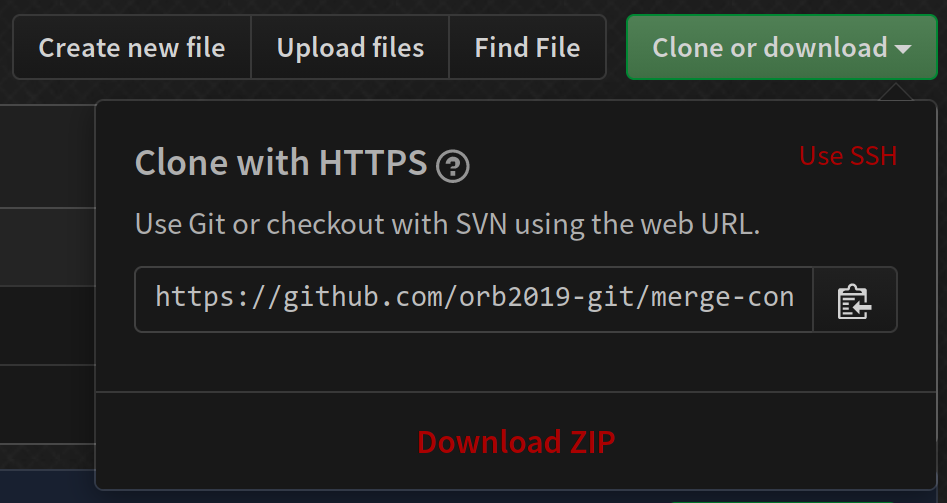 Create new file
Upload files
Find File
Clone or download
Clone with HTTPS ?
Use SSH
Use Git or checkout with SVN using the web URL.
https://github.com/orb2019-git/merge-con
Download ZIP